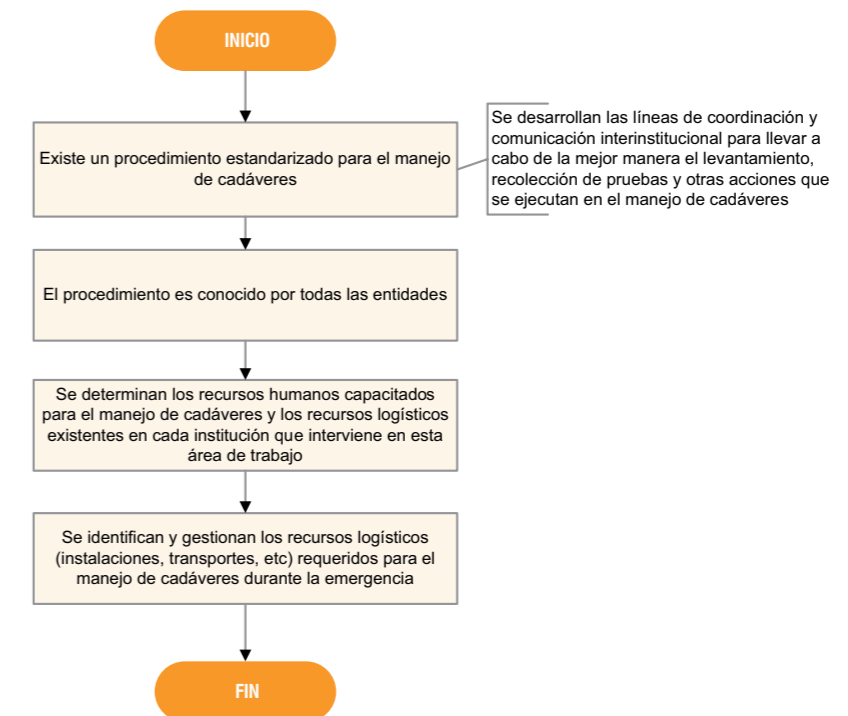 INICIO
Existe un procedimiento estandarizado para el manejo
de cadáveres
Se desarrollan las líneas de coordinación y
comunicación interinstitucional para llevar a
cabo de la mejor manera el levantamiento,
recolección de pruebas y otras acciones que
se ejecutan en el manejo de cadáveres
El procedimiento es conocido por todas las entidades
Se determinan los recursos humanos capacitados
para el manejo de cadáveres y los recursos logísticos
existentes en cada institución que interviene en esta
área de trabajo
Se identifican y gestionan los recursos logísticos
(instalaciones, transportes, etc) requeridos para el
manejo de cadáveres durante la emergencia
FIN